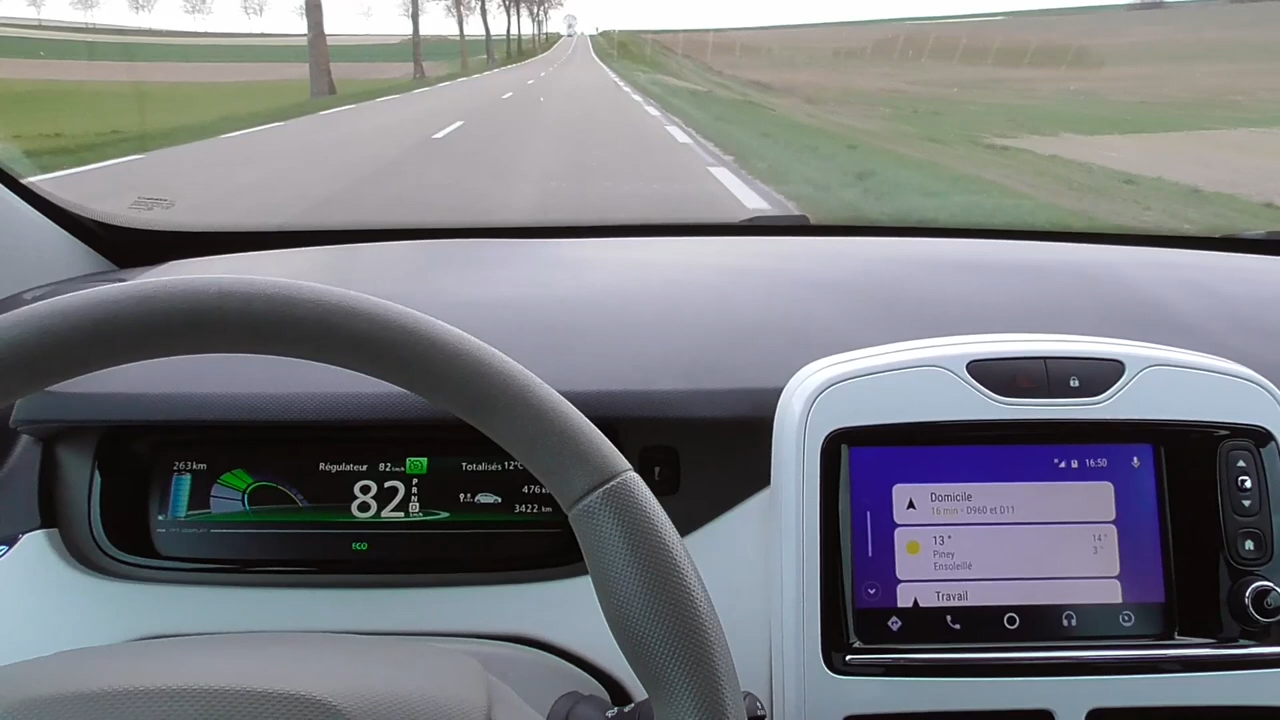 263 km
Régulateur 82 km/h
Totalisés 12°C
82
P
R
N
D
km/h
476 k
3422. km
ECO
16:50
Domicile
16 min · D960 et D11
13° 14°
Piney 3°
Ensoleillé
Travail